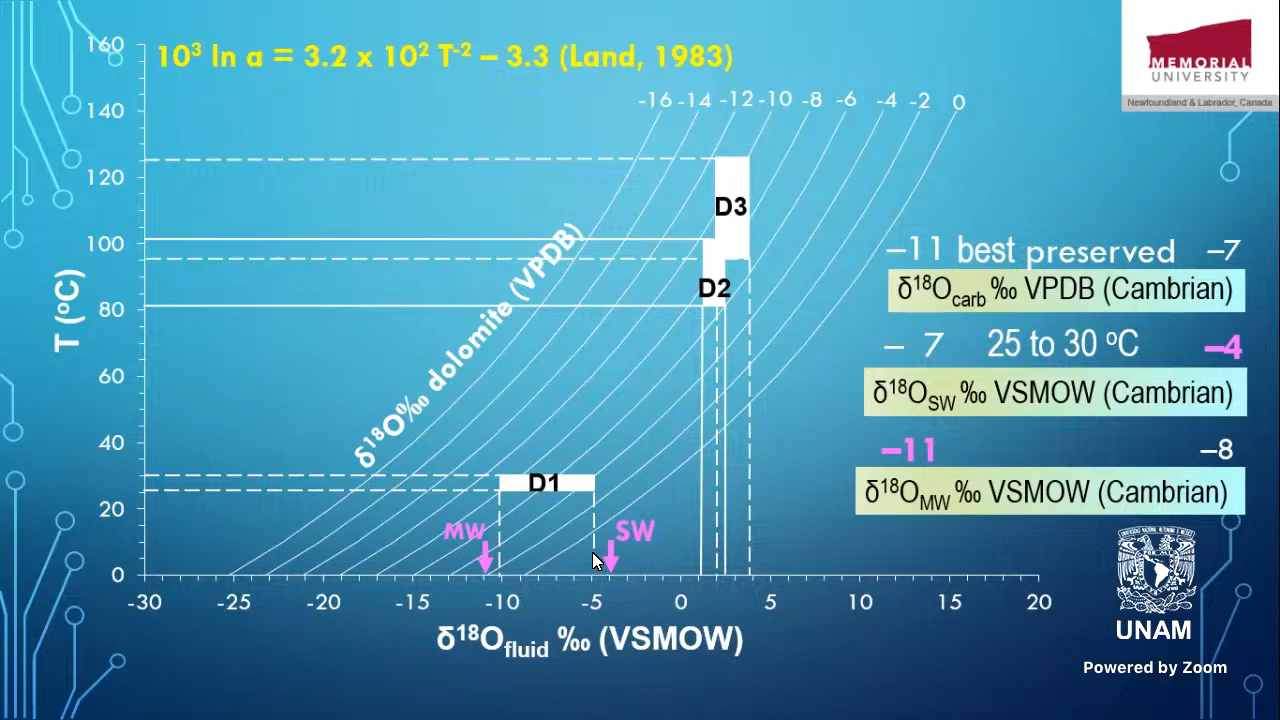 160
10³ ln α = 3.2 x 10² T⁻² – 3.3 (Land, 1983)
MEMORIAL
UNIVERSITY
Newfoundland & Labrador, Canada
-16 -14 -12 -10 -8 -6 -4 -2 0
140
120
D3
100
–11 best preserved –7
δ¹⁸Ocarb ‰ VPDB (Cambrian)
D2
80
– 7 25 to 30 ºC –4
δ¹⁸OSW ‰ VSMOW (Cambrian)
60
T (ºC)
δ¹⁸O‰ dolomite (VPDB)
40
–11 –8
δ¹⁸OMW ‰ VSMOW (Cambrian)
D1
20
MW SW
0
-30 -25 -20 -15 -10 -5 0 5 10 15 20
δ¹⁸Ofluid ‰ (VSMOW)
UNAM
Powered by Zoom